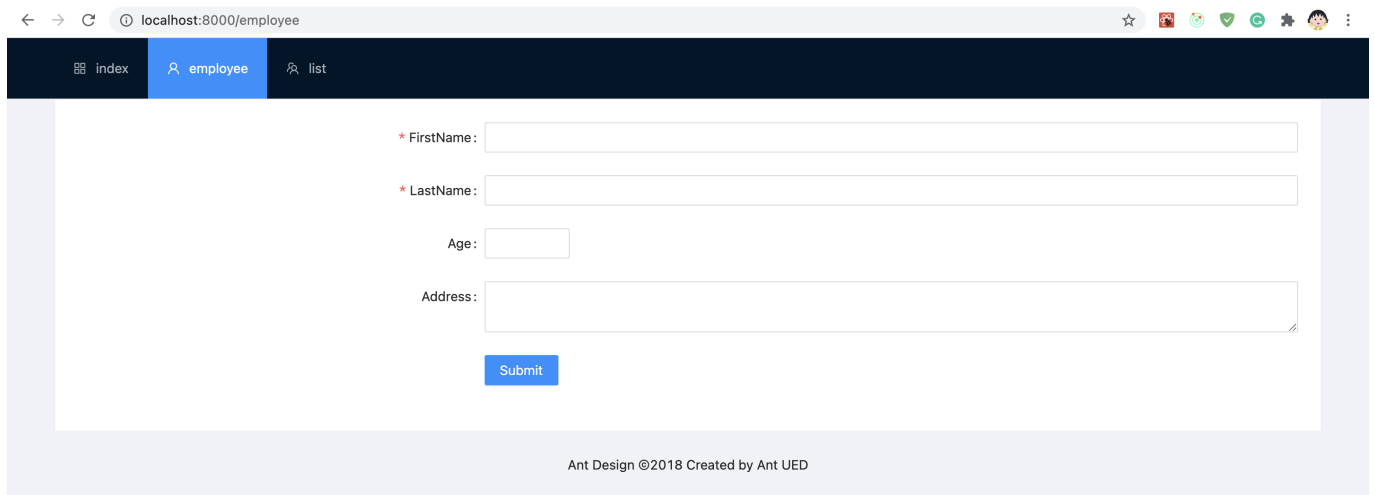 localhost:8000/employee
index employee list
* FirstName:
* LastName:
Age:
Address:
Submit
Ant Design ©2018 Created by Ant UED